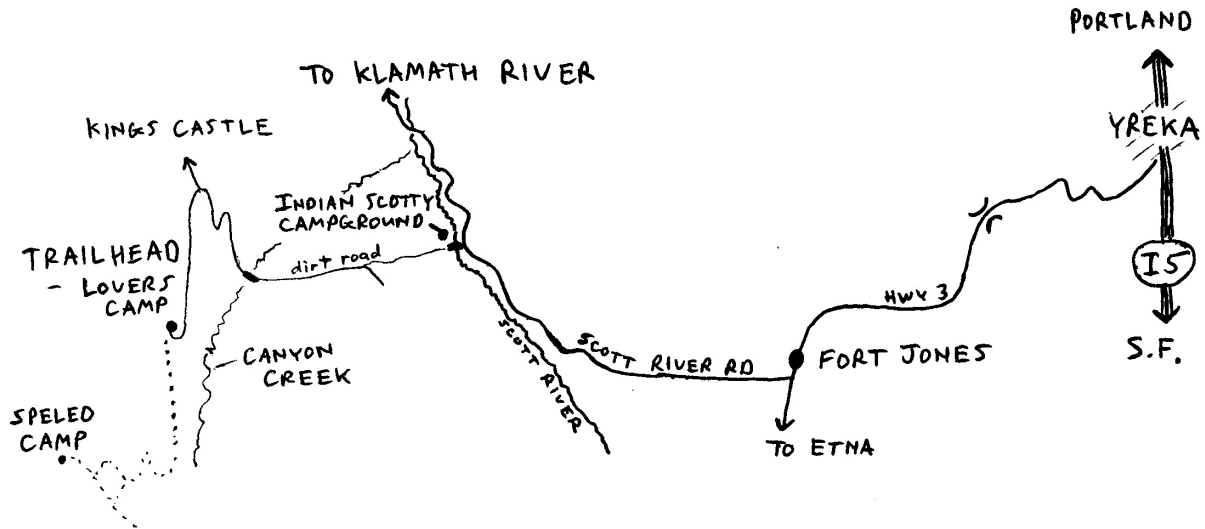 PORTLAND
TO KLAMATH RIVER
YREKA
KINGS CASTLE
INDIAN SCOTTY
CAMPGROUND
TRAILHEAD
- LOVERS
CAMP
dirt road
I5
HWY 3
SCOTT RIVER RD
FORT JONES
S.F.
SCOTT RIVER
CANYON
CREEK
SPELEO
CAMP
TO ETNA